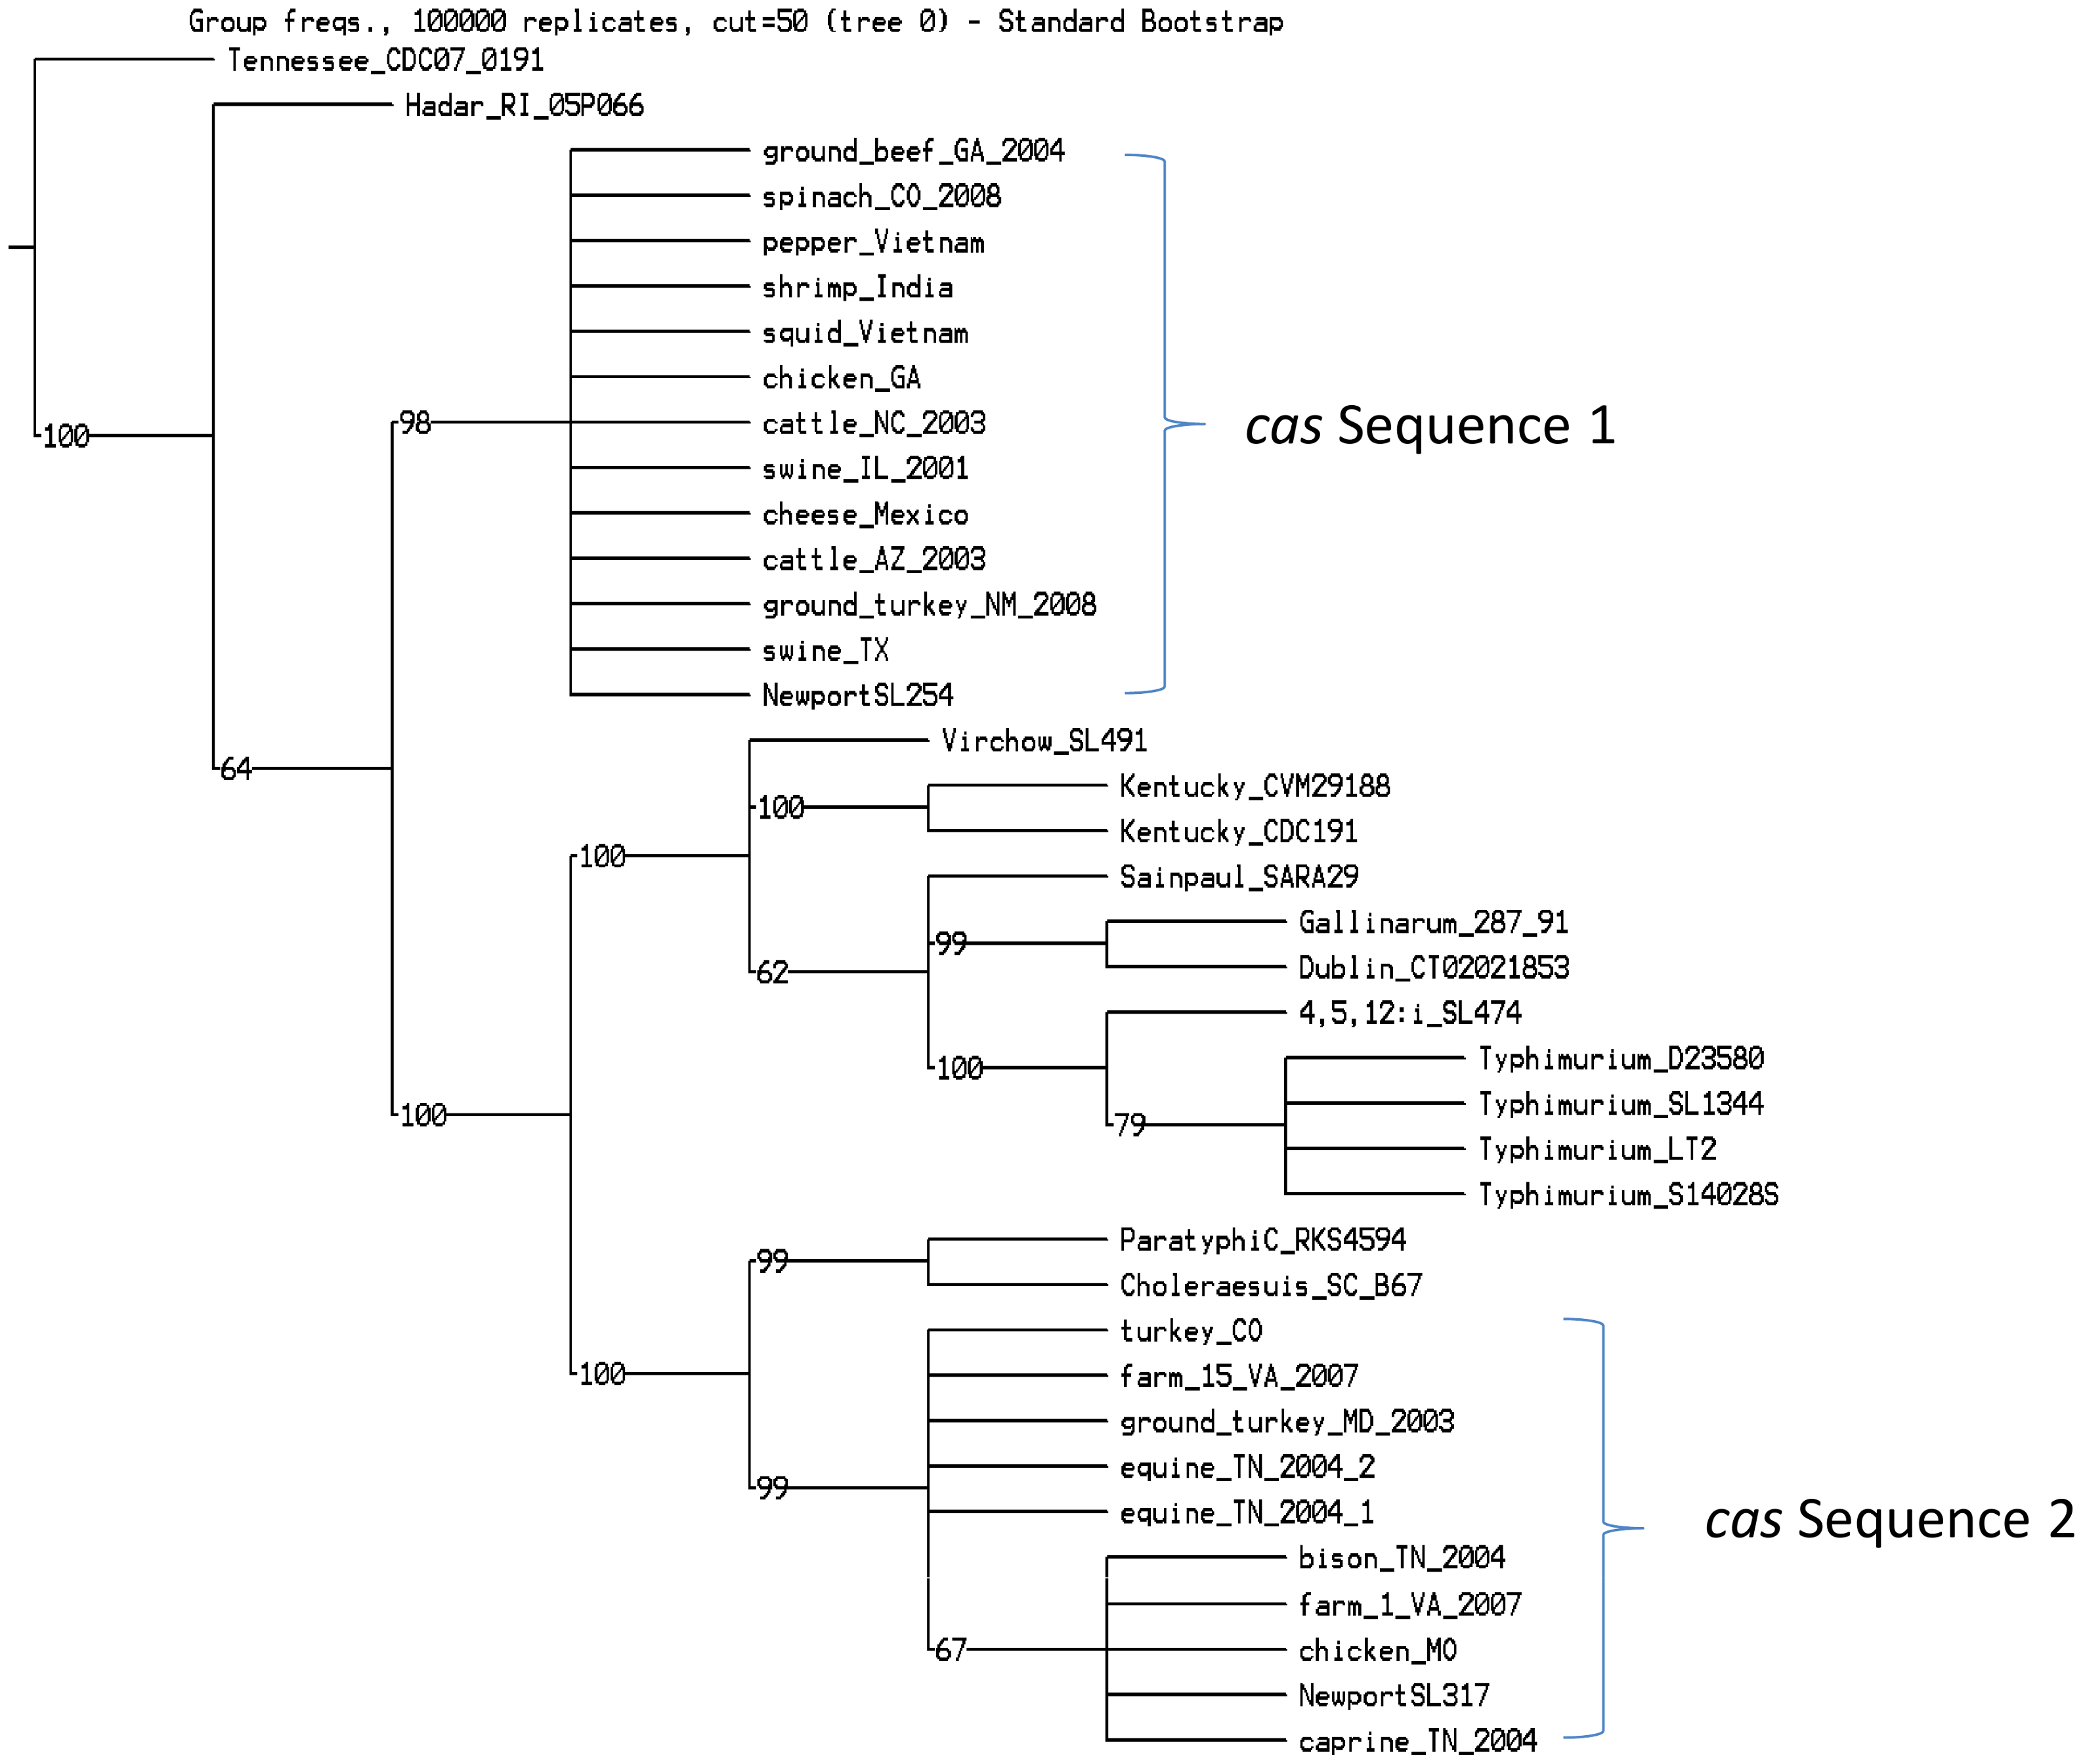 Group freqs., 100000 replicates, cut=50 (tree 0) - Standard Bootstrap
Tennessee_CDC07_0191
Hadar_RI_05P066
ground_beef_GA_2004
spinach_CO_2008
pepper_Vietnam
shrimp_India
squid_Vietnam
chicken_GA
98
cattle_NC_2003
cas Sequence 1
100
swine_IL_2001
cheese_Mexico
cattle_AZ_2003
ground_turkey_NM_2008
swine_TX
NewportSL254
Virchow_SL491
64
Kentucky_CVM29188
100
Kentucky_CDC191
100
Sainpaul_SARA29
Gallinarum_287_91
99
Dublin_CT02021853
62
4,5,12:i_SL474
Typhimurium_D23580
100
Typhimurium_SL1344
100
79
Typhimurium_LT2
Typhimurium_S14028S
ParatyphiC_RKS4594
99
Choleraesuis_SC_B67
turkey_CO
100
farm_15_VA_2007
ground_turkey_MD_2003
equine_TN_2004_2
99
equine_TN_2004_1
cas Sequence 2
bison_TN_2004
farm_1_VA_2007
67
chicken_MO
NewportSL317
caprine_TN_2004